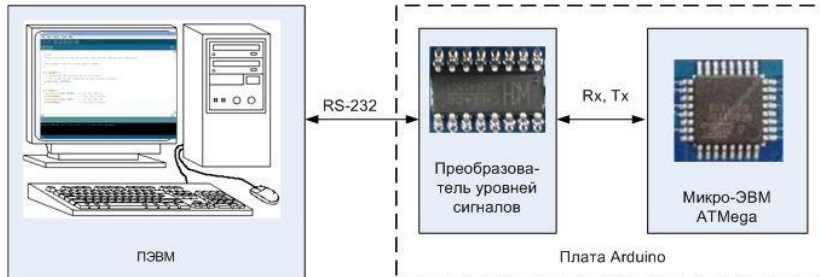 RS-232
Rx, Tx
Преобразова-
тель уровней
сигналов
Микро-ЭВМ
ATMega
ПЭВМ
Плата Arduino